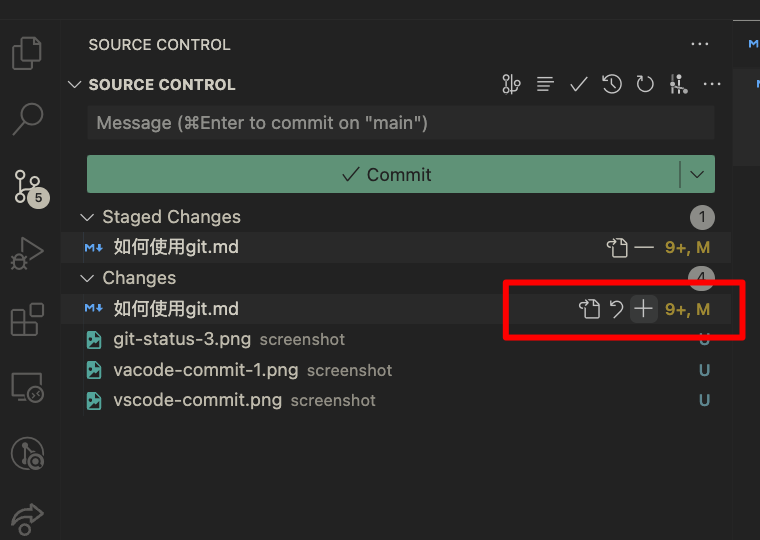 SOURCE CONTROL
SOURCE CONTROL
Message (⌘Enter to commit on "main")
Commit
5
Staged Changes 1
如何使用git.md 9+, M
Changes 4
如何使用git.md 9+, M
git-status-3.png screenshot U
vacode-commit-1.png screenshot U
vscode-commit.png screenshot U